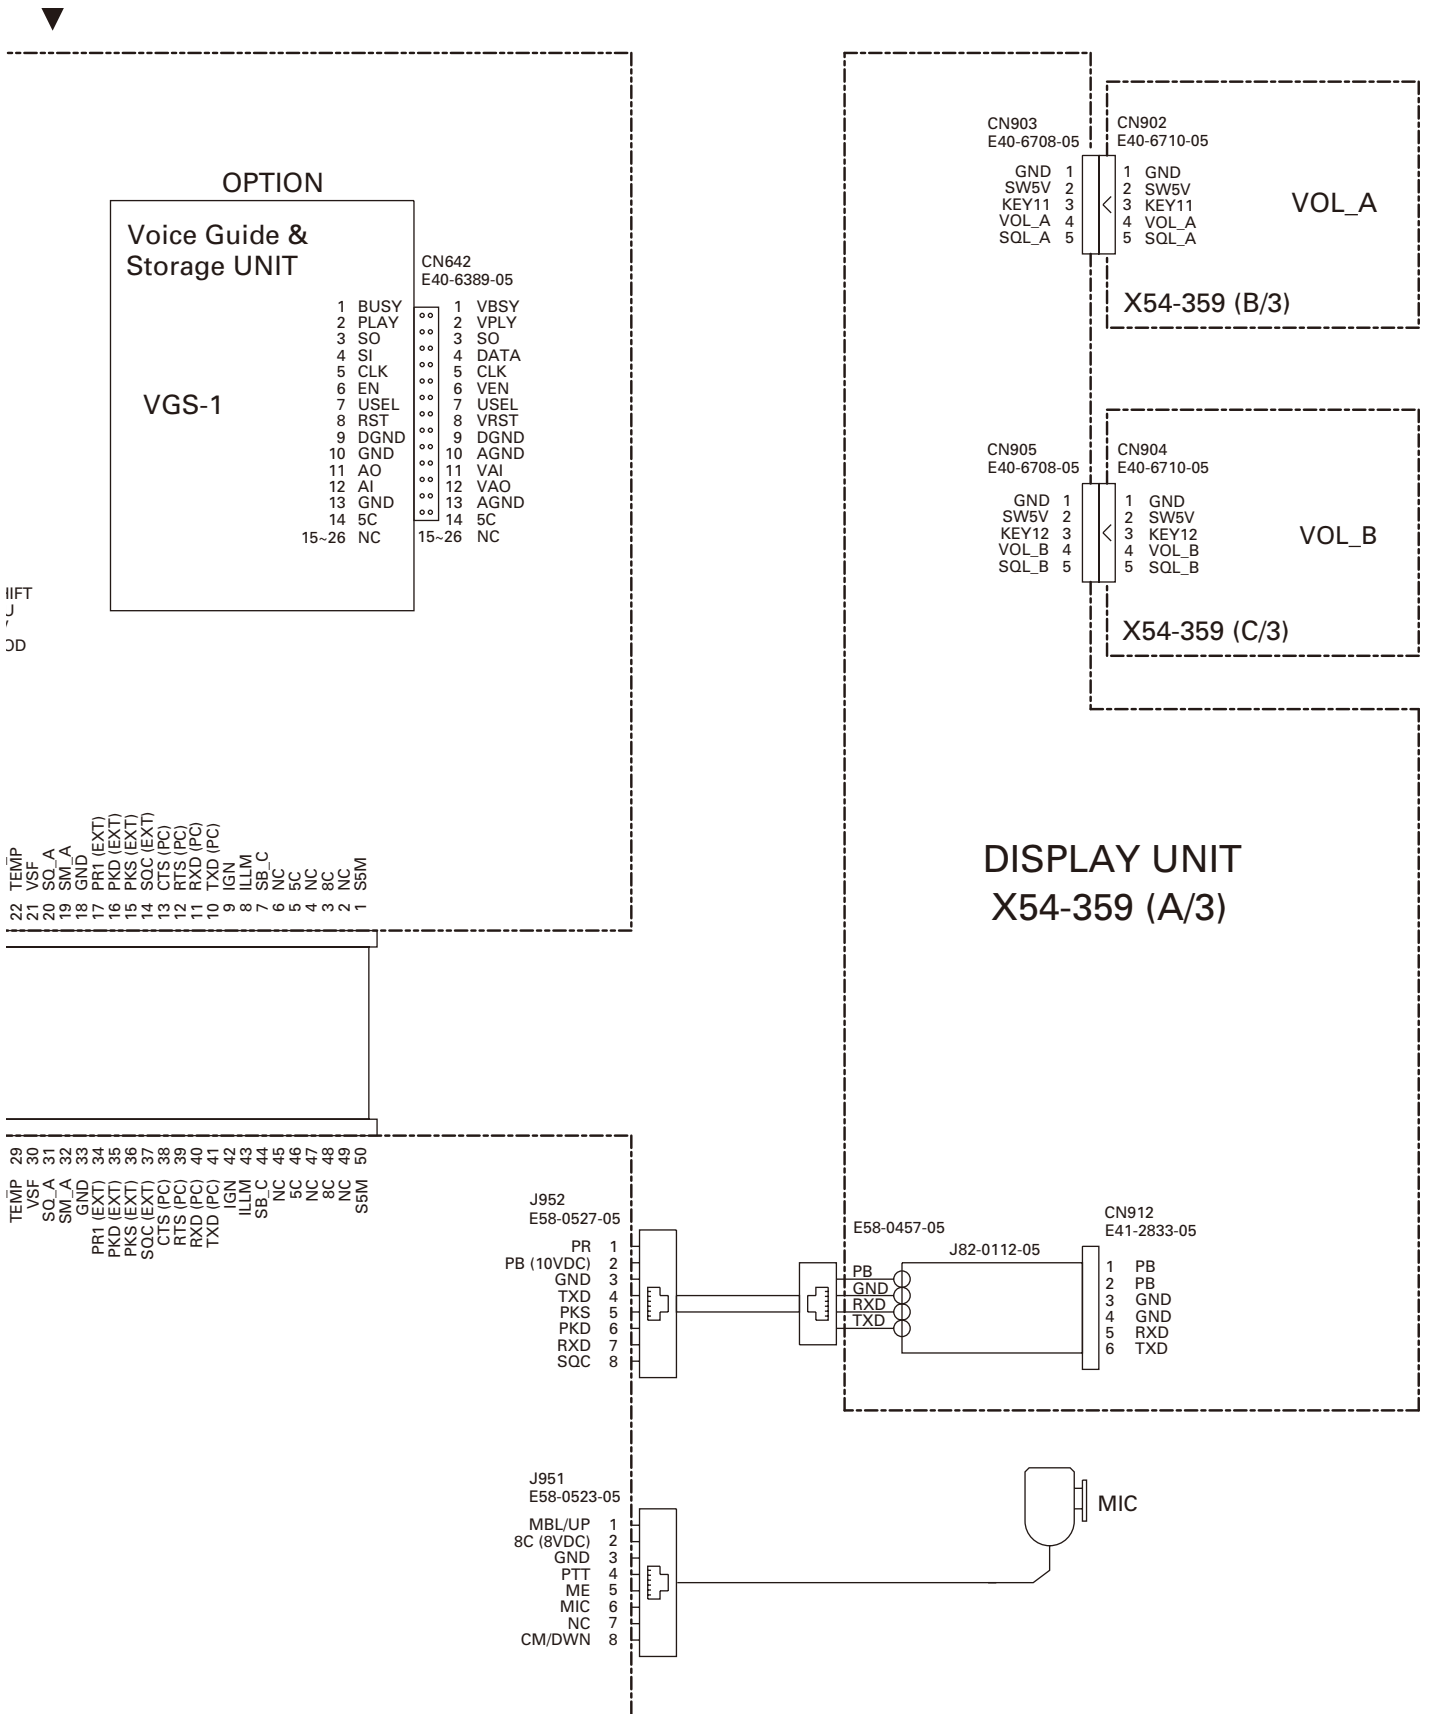 OPTION
Voice Guide &
Storage UNIT
VGS-1
CN642
E40-6389-05
1 BUSY 1 VBSY
2 PLAY 2 VPLY
3 SO 3 SO
4 SI 4 DATA
5 CLK 5 CLK
6 EN 6 VEN
7 USEL 7 USEL
8 RST 8 VRST
9 DGND 9 DGND
10 GND 10 AGND
11 AO 11 VAI
12 AI 12 VAO
13 GND 13 AGND
14 5C 14 5C
15~26 NC 15~26 NC
CN903
E40-6708-05
CN902
E40-6710-05
GND 1 1 GND
SW5V 2 2 SW5V
KEY11 3 3 KEY11
VOL_A 4 4 VOL_A
SQL_A 5 5 SQL_A
VOL_A
X54-359 (B/3)
CN905
E40-6708-05
CN904
E40-6710-05
GND 1 1 GND
SW5V 2 2 SW5V
KEY12 3 3 KEY12
VOL_B 4 4 VOL_B
SQL_B 5 5 SQL_B
VOL_B
X54-359 (C/3)
22 TEMP
21 VSF
20 SQ_A
19 SM_A
18 GND
17 PR1 (EXT)
16 PKD (EXT)
15 PKS (EXT)
14 SQC (EXT)
13 CTS (PC)
12 RTS (PC)
11 RXD (PC)
10 TXD (PC)
9 IGN
8 ILLM
7 SB_C
6 NC
5 5C
4 NC
3 8C
2 NC
1 S5M
DISPLAY UNIT
X54-359 (A/3)
TEMP 29
VSF 30
SQ_A 31
SM_A 32
GND 33
PR1 (EXT) 34
PKD (EXT) 35
PKS (EXT) 36
SQC (EXT) 37
CTS (PC) 38
RTS (PC) 39
RXD (PC) 40
TXD (PC) 41
IGN 42
ILLM 43
SB_C 44
NC 45
5C 46
NC 47
8C 48
NC 49
S5M 50
J952
E58-0527-05
PR 1
PB (10VDC) 2
GND 3
TXD 4
PKS 5
PKD 6
RXD 7
SQC 8
E58-0457-05
J82-0112-05
PB
GND
RXD
TXD
CN912
E41-2833-05
1 PB
2 PB
3 GND
4 GND
5 RXD
6 TXD
J951
E58-0523-05
MBL/UP 1
8C (8VDC) 2
GND 3
PTT 4
ME 5
MIC 6
NC 7
CM/DWN 8
MIC